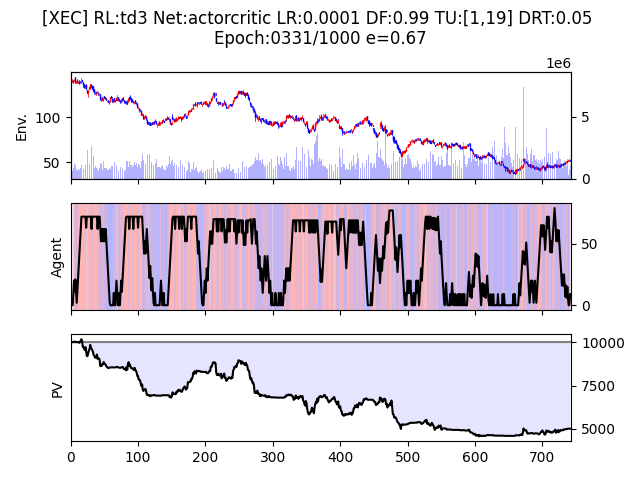 [XEC] RL:td3 Net:actorcritic LR:0.0001 DF:0.99 TU:[1,19] DRT:0.05
Epoch:0331/1000 e=0.67
1e6
Env.
100
50
5
0
Agent
50
0
PV
10000
7500
5000
0 100 200 300 400 500 600 700